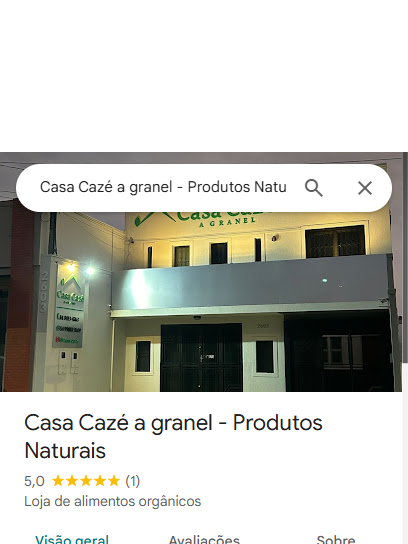 Casa Cazé a granel - Produtos Natu
Casa Cazé
A GRANEL
2603
Casa Cazé
Casa Cazé a granel - Produtos
Naturais
5,0 ★★★★★ (1)
Loja de alimentos orgânicos
Visão geral Avaliações Sobre